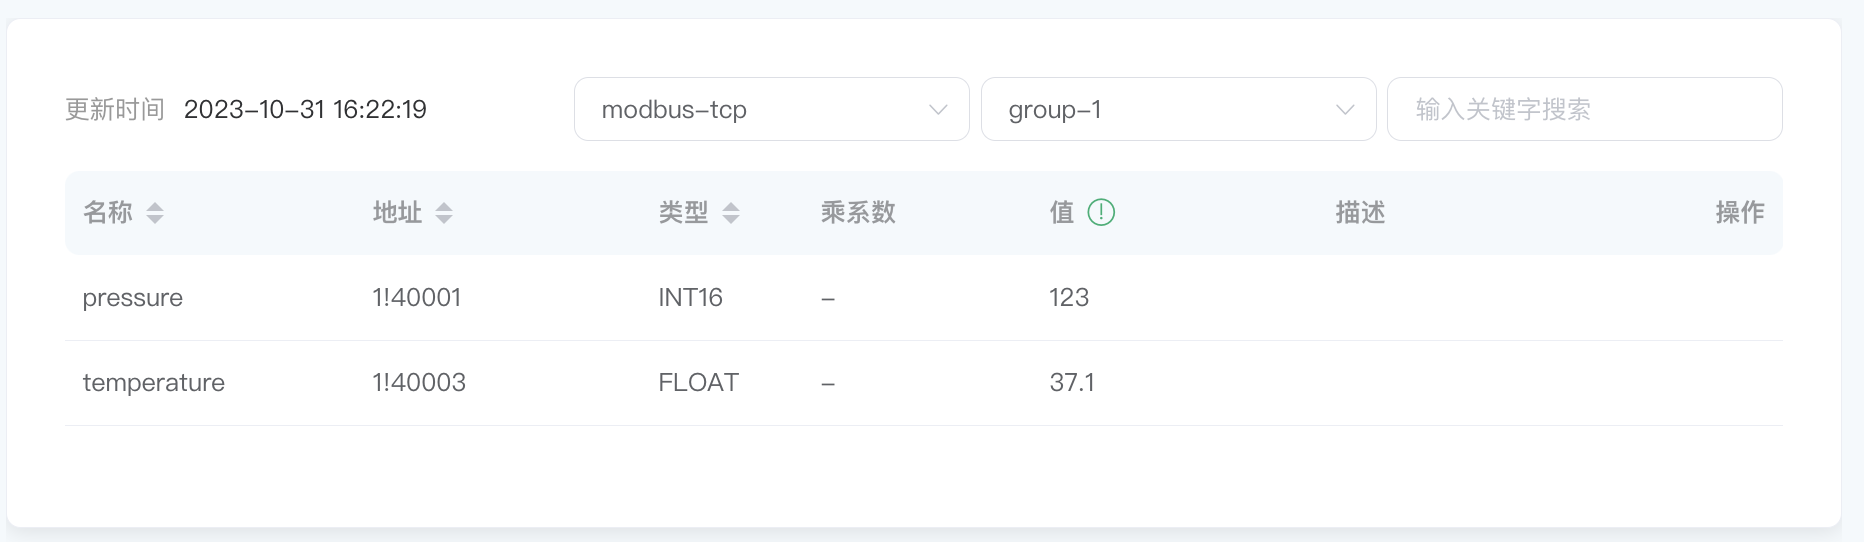 更新时间 2023-10-31 16:22:19 modbus-tcp group-1 输入关键字搜索
名称 地址 类型 乘系数 值 描述 操作
pressure 1!40001 INT16 - 123
temperature 1!40003 FLOAT - 37.1